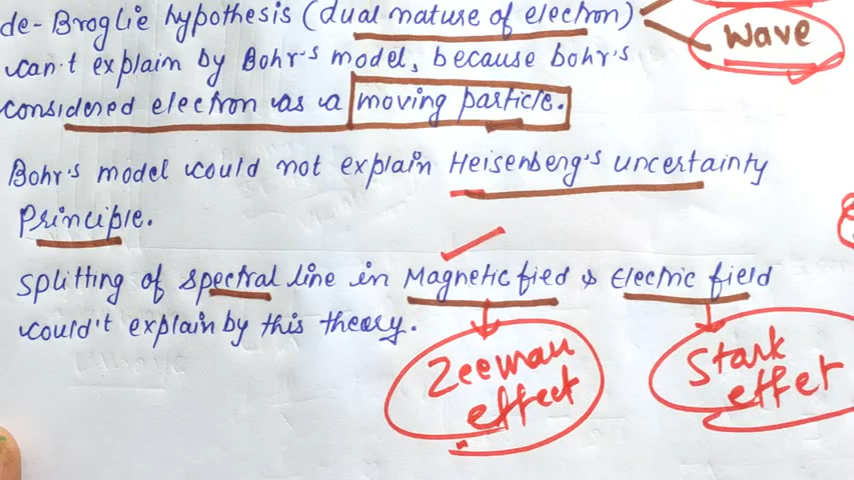 de-Broglie hypothesis (dual nature of electron)
Wave
can't explain by Bohr's model, because bohr's
considered electron as a moving particle.
Bohr's model could not explain Heisenberg's uncertainty
Principle.
splitting of spectral line in Magnetic fied & Electric field
could't explain by this theory.
Zeeman
effect
Stark
effet